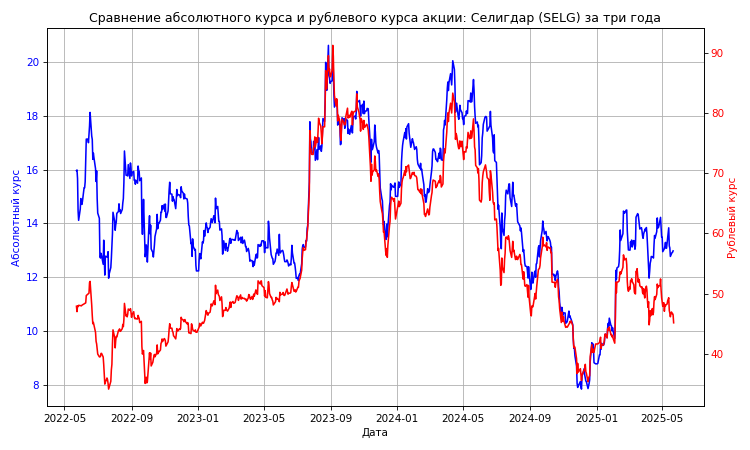 Сравнение абсолютного курса и рублевого курса акции: Селигдар (SELG) за три года
20
18
16
14
12
10
8
Абсолютный курс
90
80
70
60
50
40
Рублевый курс
2022-05 2022-09 2023-01 2023-05 2023-09 2024-01 2024-05 2024-09 2025-01 2025-05
Дата